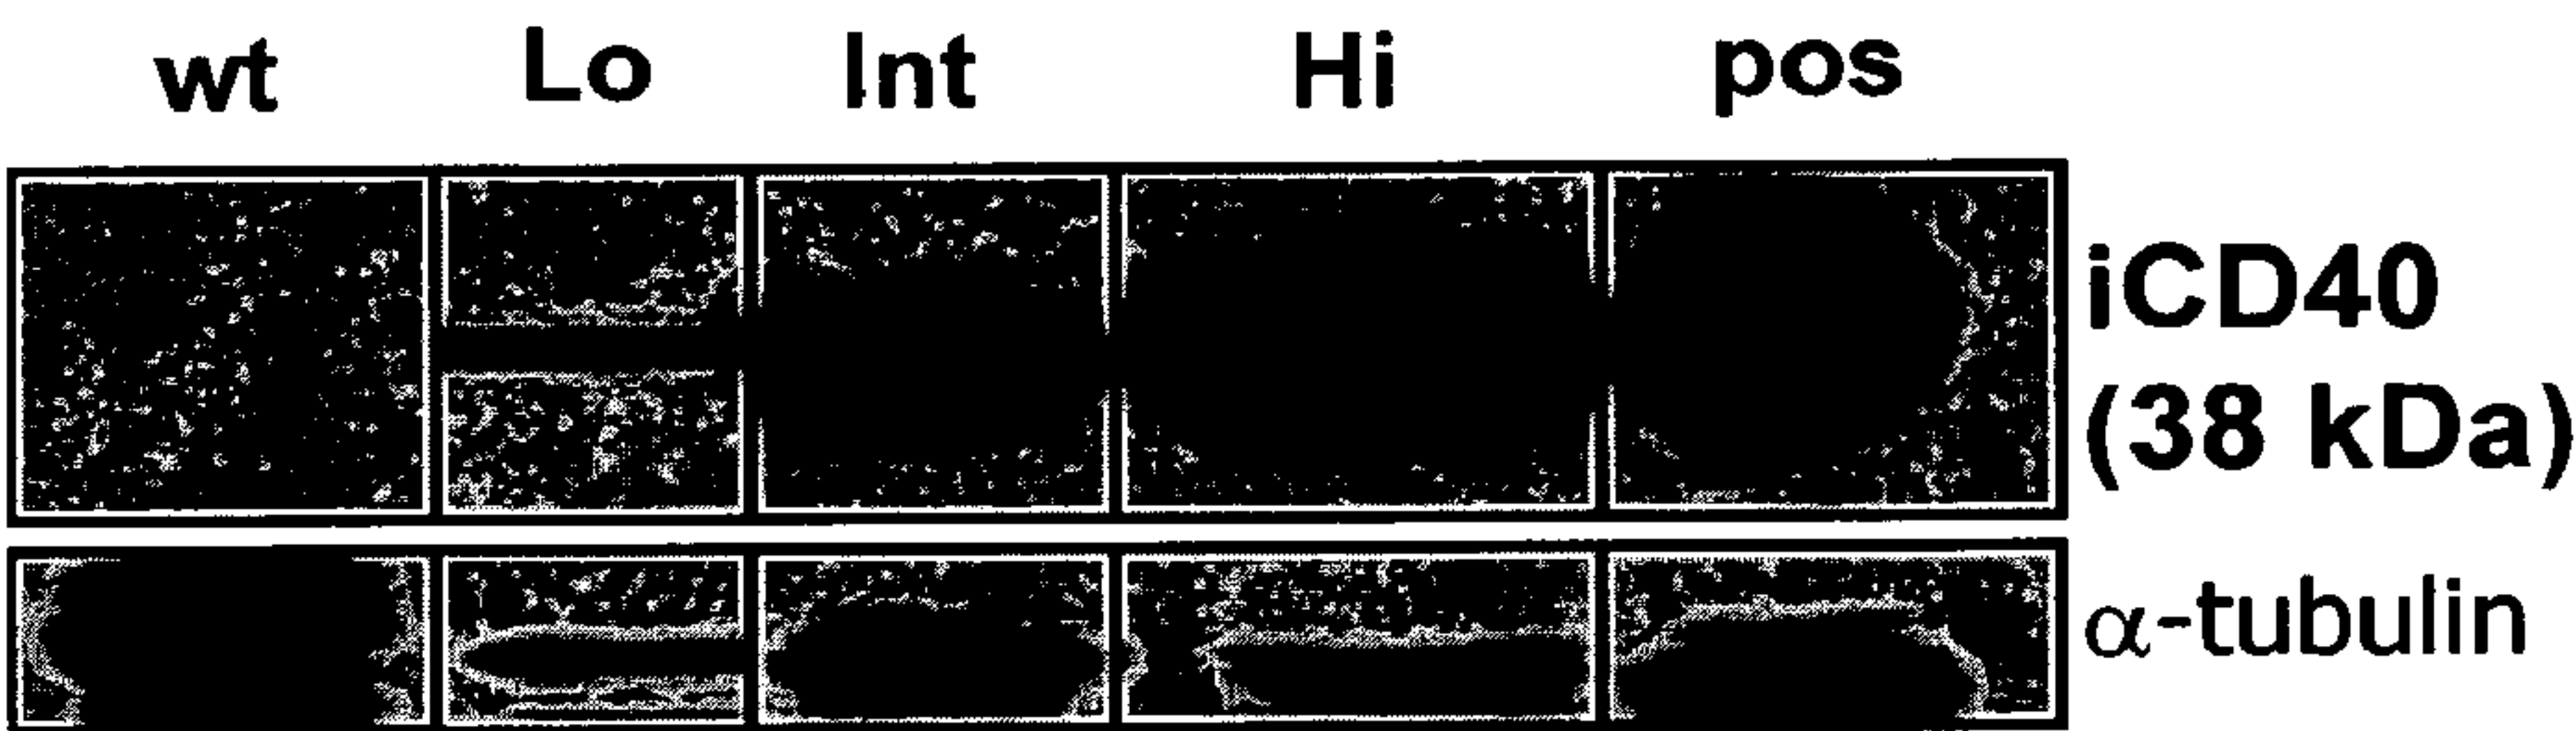 wt Lo Int Hi pos
iCD40
(38 kDa)
α-tubulin